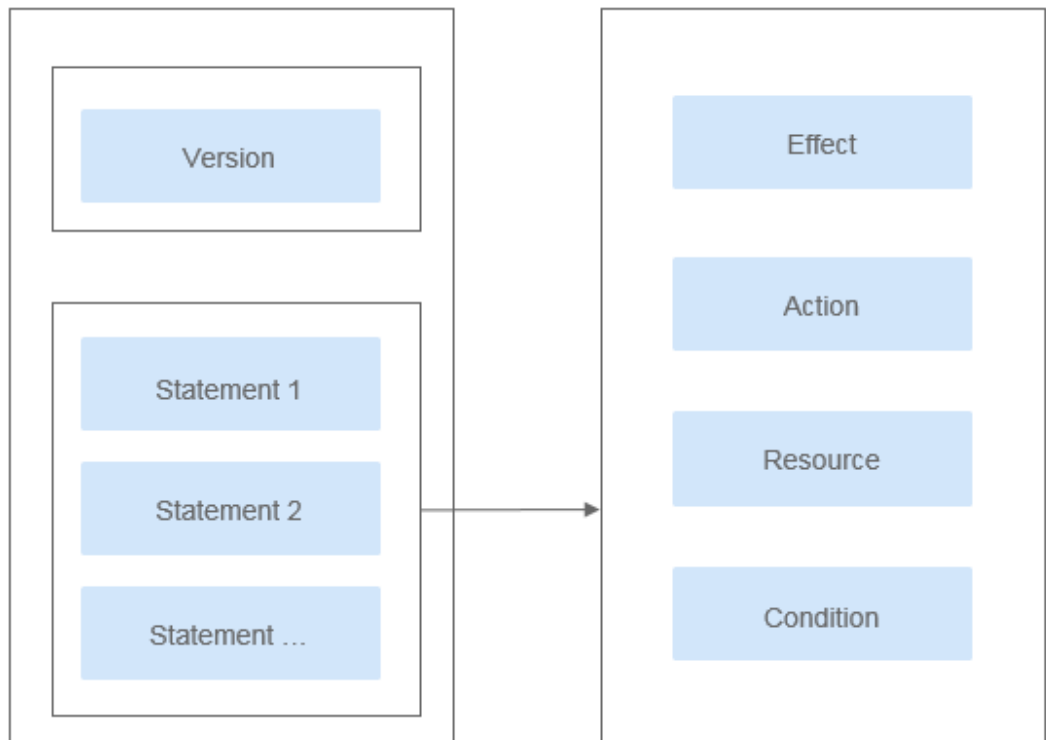 Version
Statement 1
Statement 2
Statement …
Effect
Action
Resource
Condition